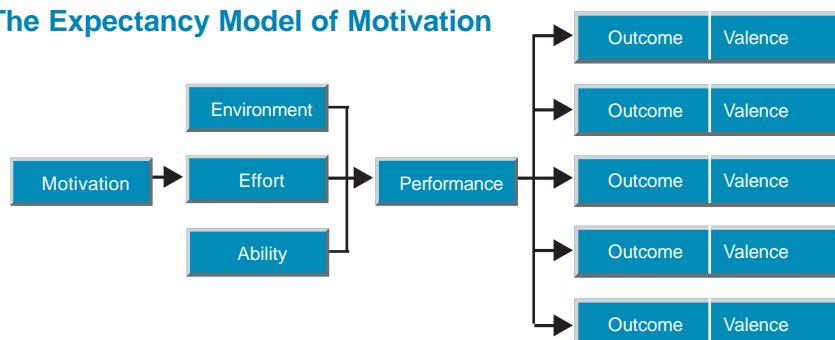 The Expectancy Model of Motivation
Outcome Valence
Environment
Outcome Valence
Motivation Effort Performance Outcome Valence
Ability
Outcome Valence
Outcome Valence